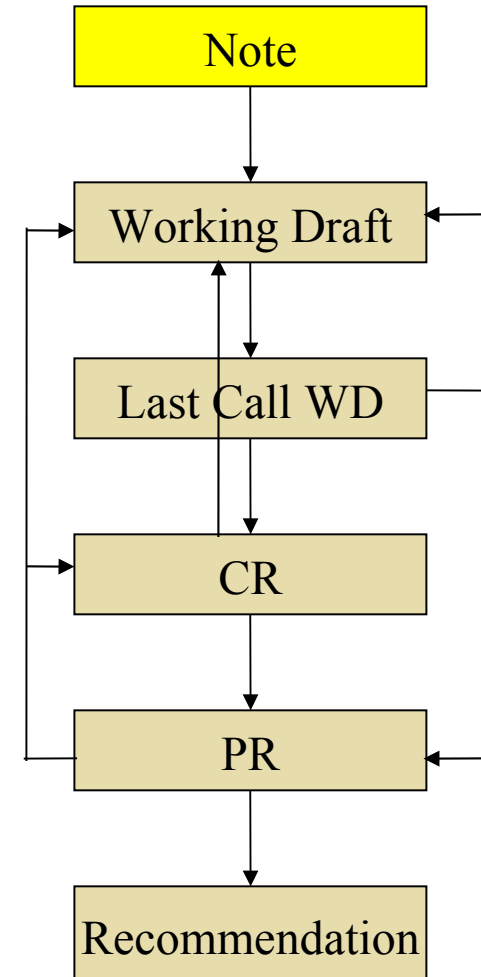 Note
Working Draft
Last Call WD
CR
PR
Recommendation